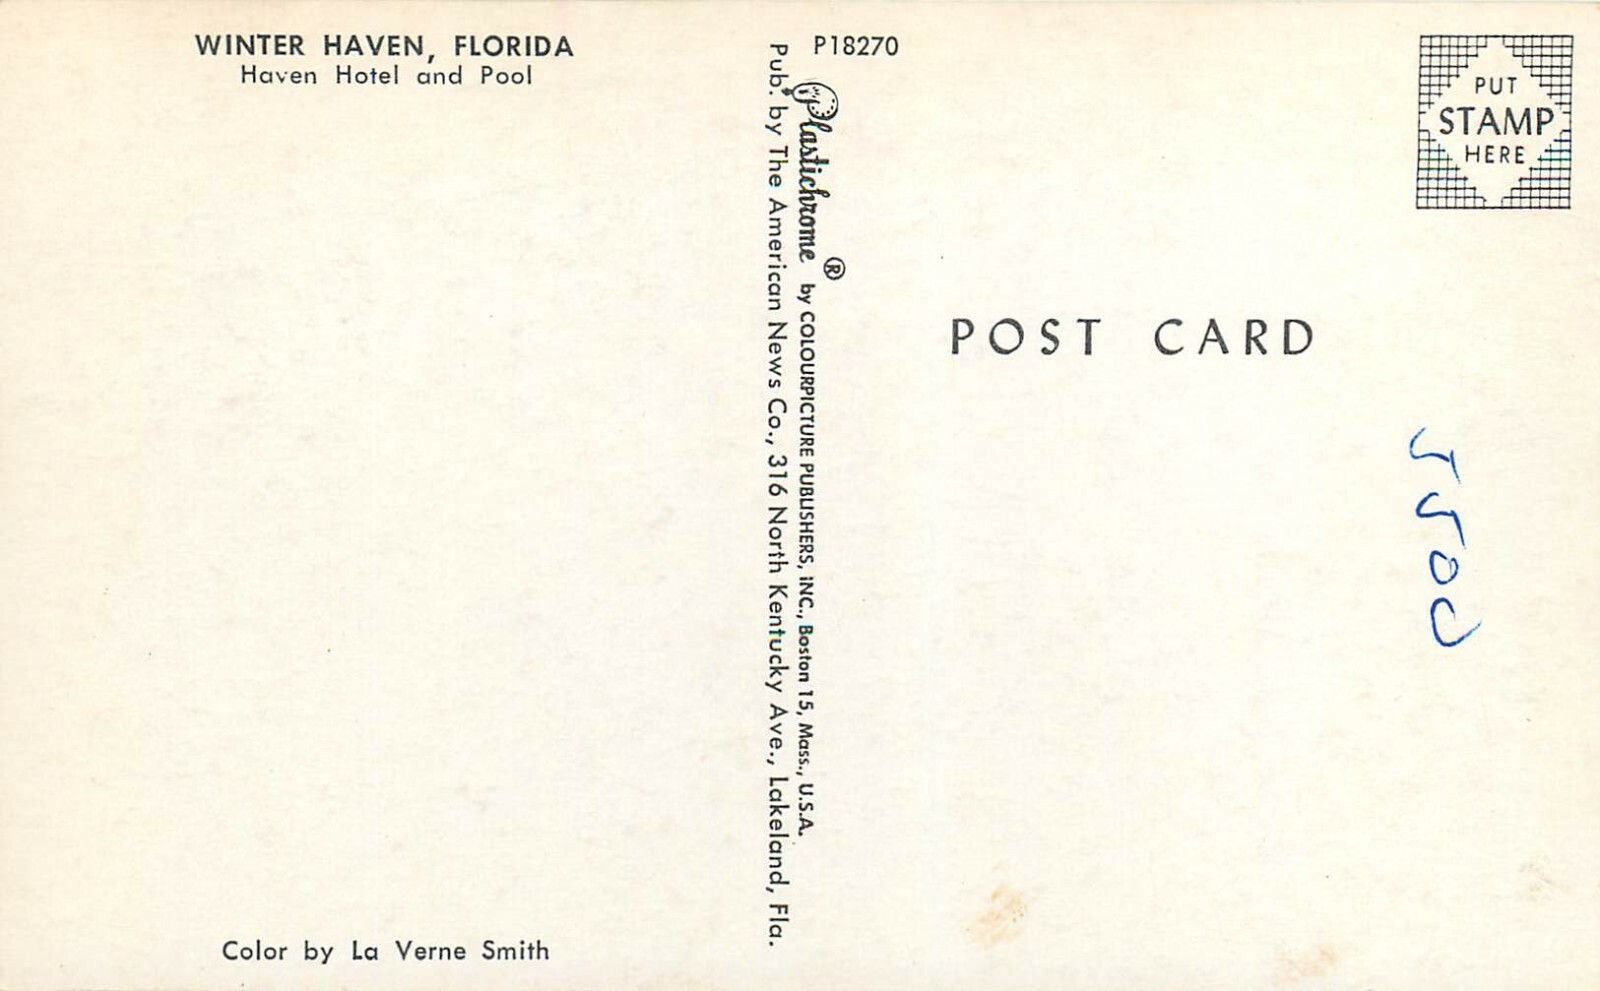 WINTER HAVEN, FLORIDA
Haven Hotel and Pool
P18270
Plastichrome ® by COLOURPICTURE PUBLISHERS, INC., Boston 15, Mass., U.S.A.
Pub. by The American News Co., 316 North Kentucky Ave., Lakeland, Fla.
PUT
STAMP
HERE
POST CARD
Color by La Verne Smith